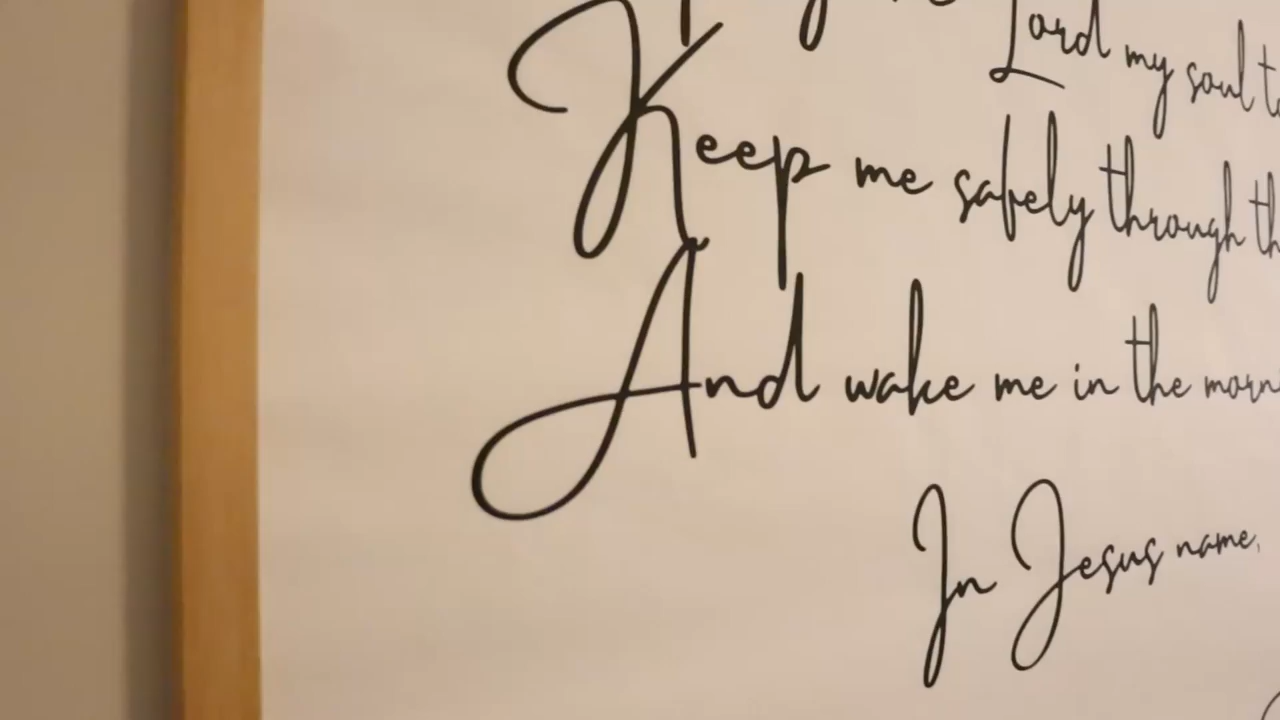 Lord my soul
Keep me safely through
And wake me in the
In Jesus name,